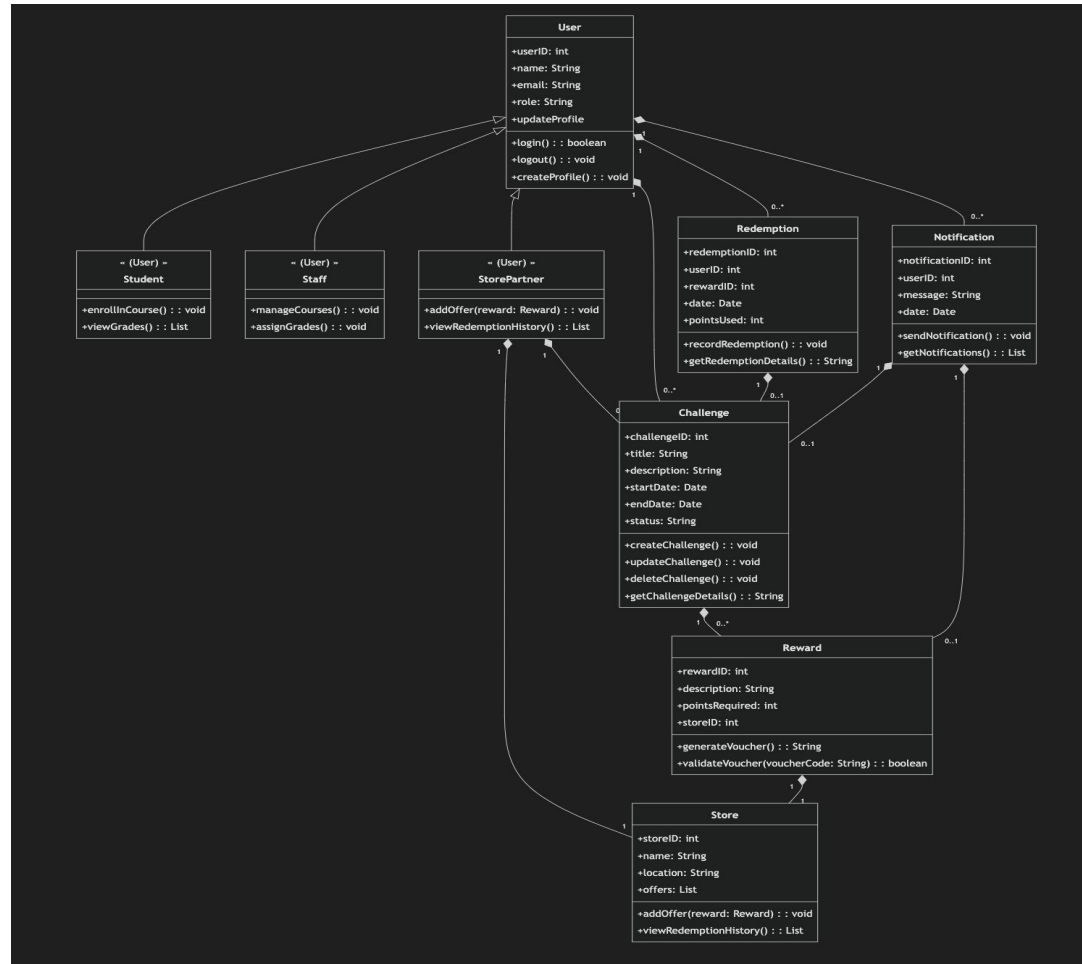 User
+userID: int
+name: String
+email: String
+role: String
+updateProfile
+login() : : boolean
+logout() : : void
+createProfile() : : void
1
1
1
0..*
0..*
« (User) »
Student
+enrollInCourse() : : void
+viewGrades() : : List
« (User) »
Staff
+manageCourses() : : void
+assignGrades() : : void
« (User) »
StorePartner
+addOffer(reward: Reward) : : void
+viewRedemptionHistory() : : List
1
1
Redemption
+redemptionID: int
+userID: int
+rewardID: int
+date: Date
+pointsUsed: int
+recordRedemption() : : void
+getRedemptionDetails() : : String
1
0..1
Notification
+notificationID: int
+userID: int
+message: String
+date: Date
+sendNotification() : : void
+getNotifications() : : List
1
1
0..*
0..1
Challenge
+challengeID: int
+title: String
+description: String
+startDate: Date
+endDate: Date
+status: String
+createChallenge() : : void
+updateChallenge() : : void
+deleteChallenge() : : void
+getChallengeDetails() : : String
1
0..*
0..1
Reward
+rewardID: int
+description: String
+pointsRequired: int
+storeID: int
+generateVoucher() : : String
+validateVoucher(voucherCode: String) : : boolean
1
1
1
Store
+storeID: int
+name: String
+location: String
+offers: List
+addOffer(reward: Reward) : : void
+viewRedemptionHistory() : : List